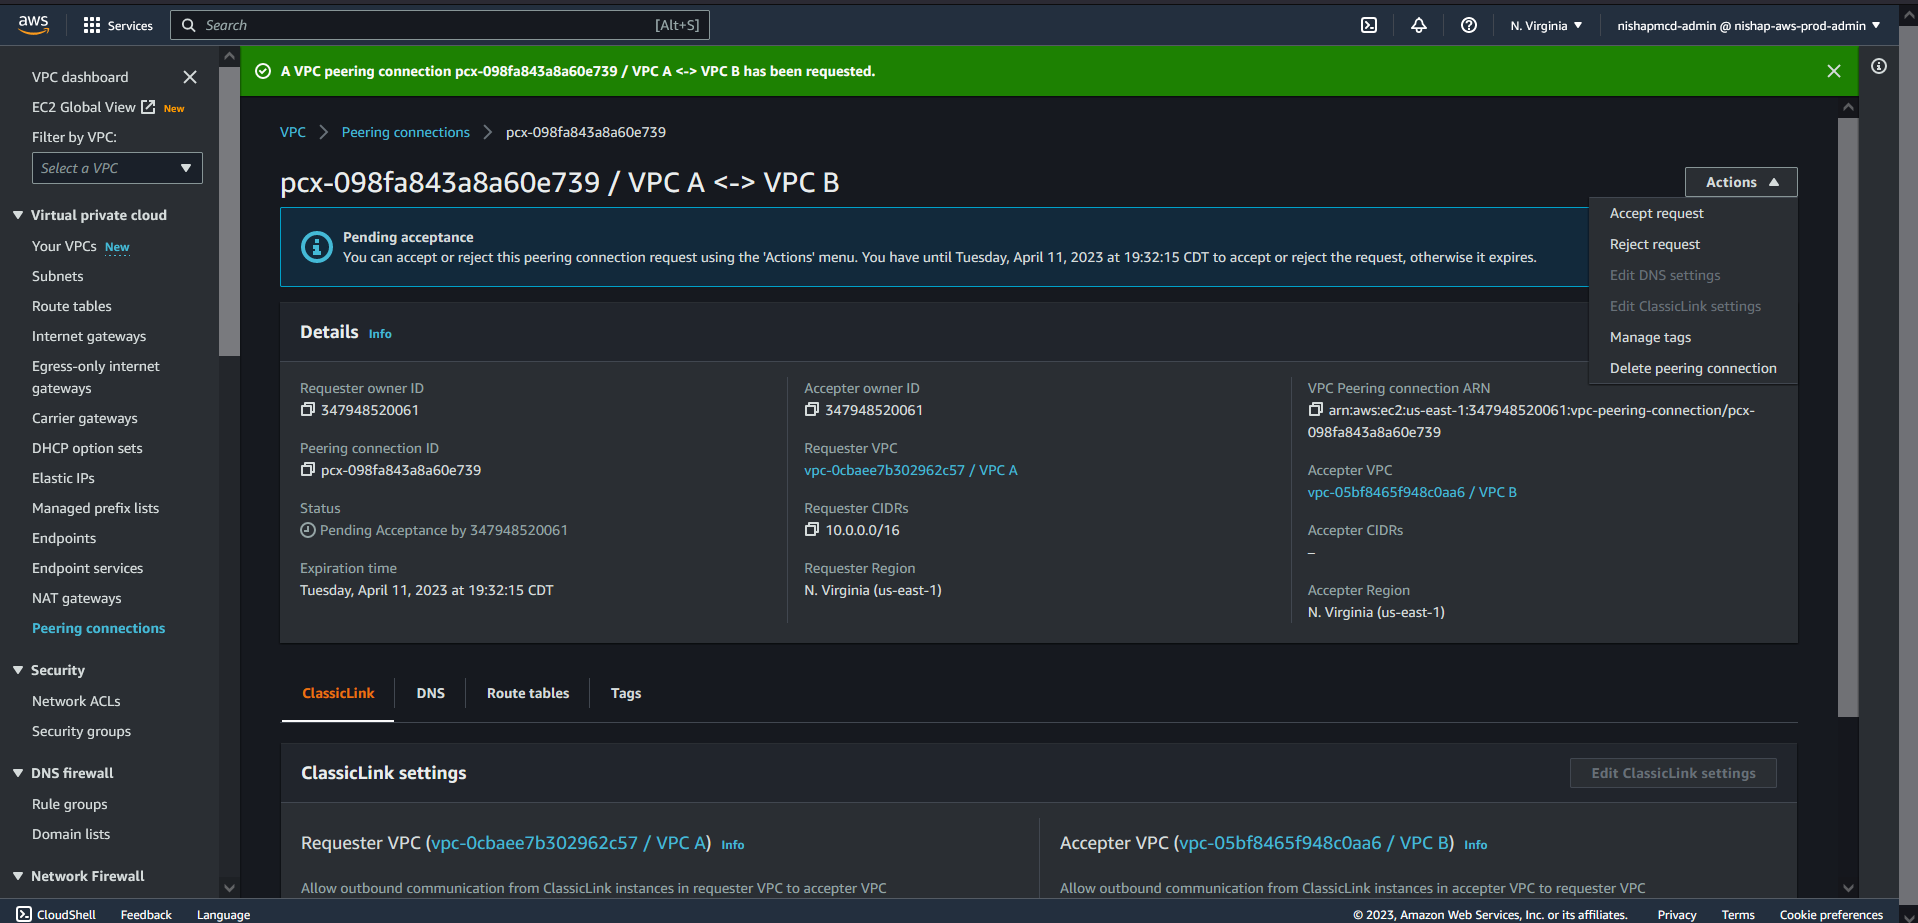 aws
Services
Search
[Alt+S]
N. Virginia
nishapmcd-admin @ nishap-aws-prod-admin
VPC dashboard
EC2 Global View New
Filter by VPC:
Select a VPC
Virtual private cloud
Your VPCs New
Subnets
Route tables
Internet gateways
Egress-only internet
gateways
Carrier gateways
DHCP option sets
Elastic IPs
Managed prefix lists
Endpoints
Endpoint services
NAT gateways
Peering connections
Security
Network ACLs
Security groups
DNS firewall
Rule groups
Domain lists
Network Firewall
A VPC peering connection pcx-098fa843a8a60e739 / VPC A <-> VPC B has been requested.
VPC
Peering connections
pcx-098fa843a8a60e739
pcx-098fa843a8a60e739 / VPC A <-> VPC B
Actions
Accept request
Reject request
Edit DNS settings
Edit ClassicLink settings
Manage tags
Delete peering connection
Pending acceptance
You can accept or reject this peering connection request using the 'Actions' menu. You have until Tuesday, April 11, 2023 at 19:32:15 CDT to accept or reject the request, otherwise it expires.
Details Info
Requester owner ID
347948520061
Peering connection ID
pcx-098fa843a8a60e739
Status
Pending Acceptance by 347948520061
Expiration time
Tuesday, April 11, 2023 at 19:32:15 CDT
Accepter owner ID
347948520061
Requester VPC
vpc-0cbaee7b302962c57 / VPC A
Requester CIDRs
10.0.0.0/16
Requester Region
N. Virginia (us-east-1)
VPC Peering connection ARN
arn:aws:ec2:us-east-1:347948520061:vpc-peering-connection/pcx-
098fa843a8a60e739
Accepter VPC
vpc-05bf8465f948c0aa6 / VPC B
Accepter CIDRs
–
Accepter Region
N. Virginia (us-east-1)
ClassicLink
DNS
Route tables
Tags
ClassicLink settings
Edit ClassicLink settings
Requester VPC (vpc-0cbaee7b302962c57 / VPC A) Info
Allow outbound communication from ClassicLink instances in requester VPC to accepter VPC
Accepter VPC (vpc-05bf8465f948c0aa6 / VPC B) Info
Allow outbound communication from ClassicLink instances in accepter VPC to requester VPC
CloudShell
Feedback
Language
© 2023, Amazon Web Services, Inc. or its affiliates.
Privacy
Terms
Cookie preferences